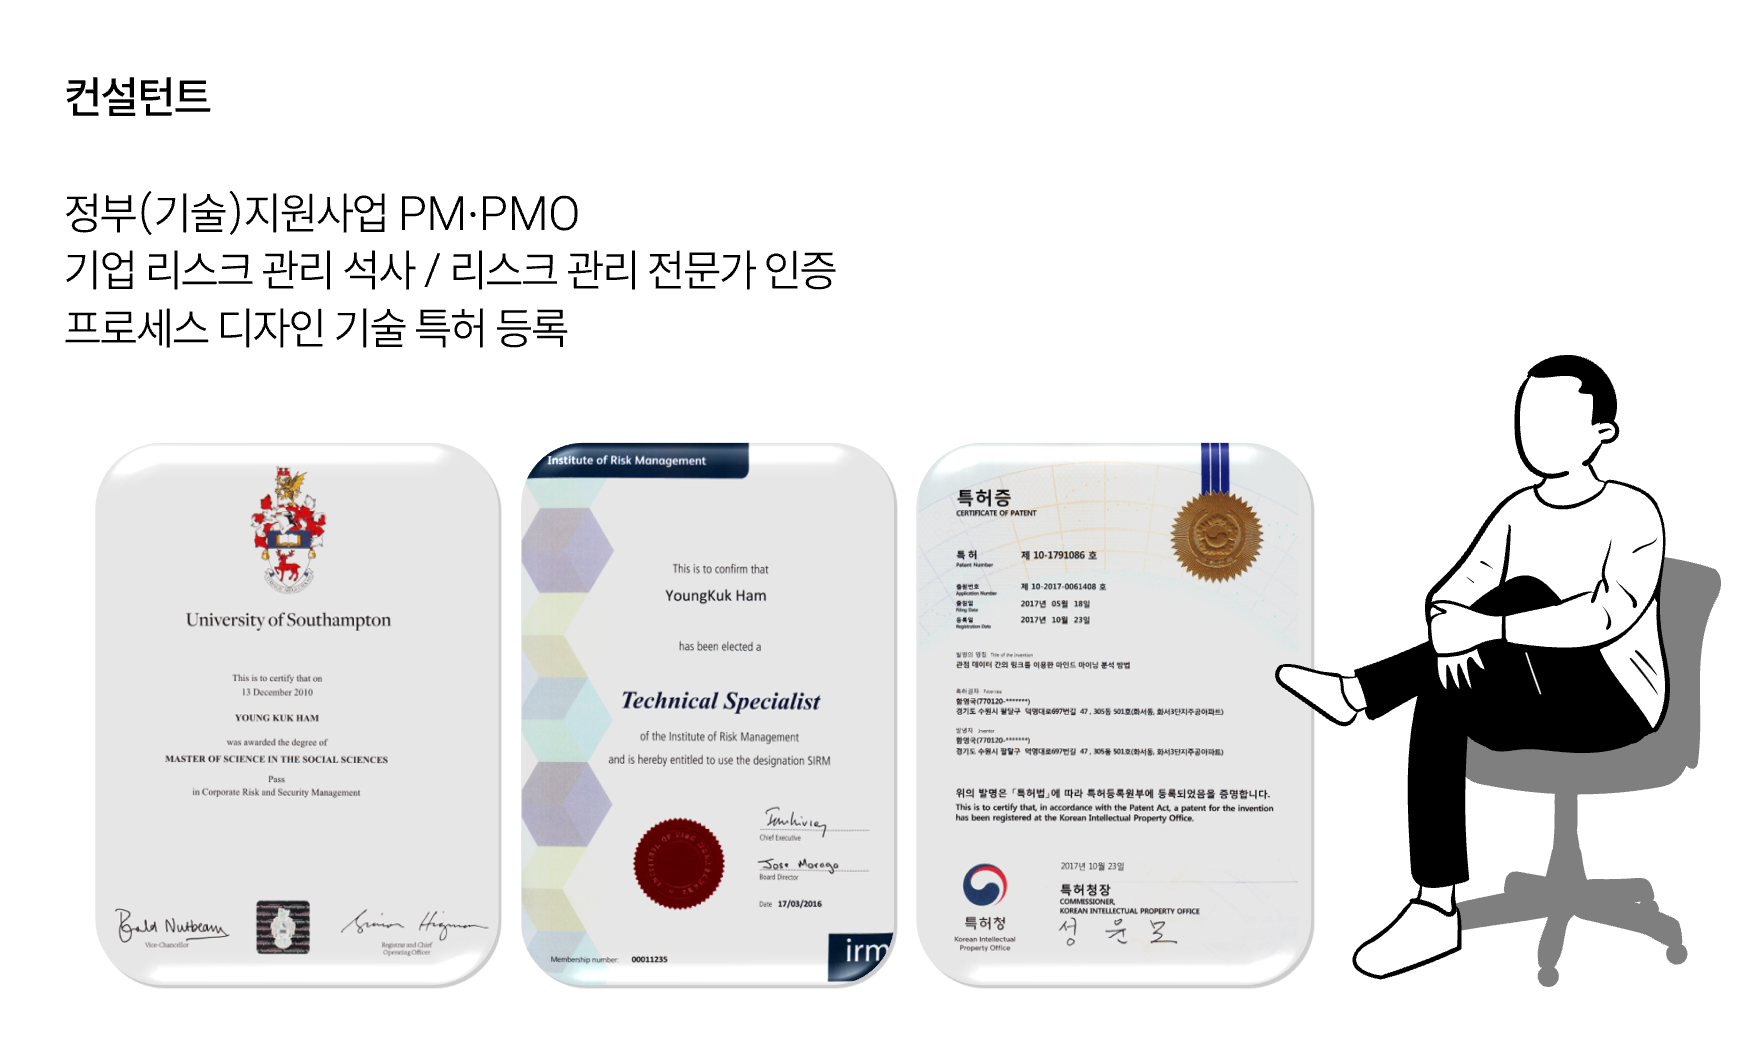 컨설턴트
정부(기술)지원사업 PM·PMO
기업 리스크 관리 석사 / 리스크 관리 전문가 인증
프로세스 디자인 기술 특허 등록
University of Southampton
This is to certify that on
13 December 2010
YOUNG KUK HAM
was awarded the degree of
MASTER OF SCIENCE IN THE SOCIAL SCIENCES
Pass
in Corporate Risk and Security Management
Vice-Chancellor
Registrar and Chief
Operating Officer
Institute of Risk Management
This is to confirm that
YoungKuk Ham
has been elected a
Technical Specialist
of the Institute of Risk Management
and is hereby entitled to use the designation SIRM
Chief Executive
Jose Morago
Board Director
Date 17/03/2016
Membership number: 00011235
irm
특허증
CERTIFICATE OF PATENT
특허 제 10-1791086 호
Patent Number
출원번호 제 10-2017-0061408 호
Application Number
출원일 2017년 05월 18일
Filing Date
등록일 2017년 10월 23일
Registration Date
발명의 명칭 Title of the Invention
관점 데이터 간의 링크를 이용한 마인드 마이닝 분석 방법
특허권자 Patentee
함영국(770120-*******)
경기도 수원시 팔달구 덕영대로697번길 47, 305동 501호(화서동, 화서3단지주공아파트)
발명자 Inventor
함영국(770120-*******)
경기도 수원시 팔달구 덕영대로697번길 47, 305동 501호(화서동, 화서3단지주공아파트)
위의 발명은 「특허법」에 따라 특허등록원부에 등록되었음을 증명합니다.
This is to certify that, in accordance with the Patent Act, a patent for the invention
has been registered at the Korean Intellectual Property Office.
2017년 10월 23일
특허청장
COMMISSIONER,
KOREAN INTELLECTUAL PROPERTY OFFICE
성 윤 모
특허청
Korean Intellectual
Property Office